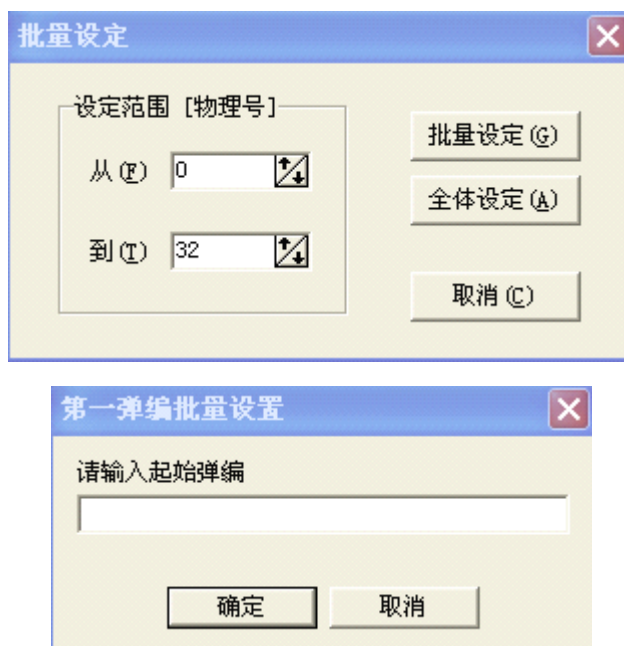 批量设定
设定范围 [物理号]
从(F) 0
到(T) 32
批量设定(G)
全体设定(A)
取消(C)
第一弹编批量设置
请输入起始弹编
确定 取消